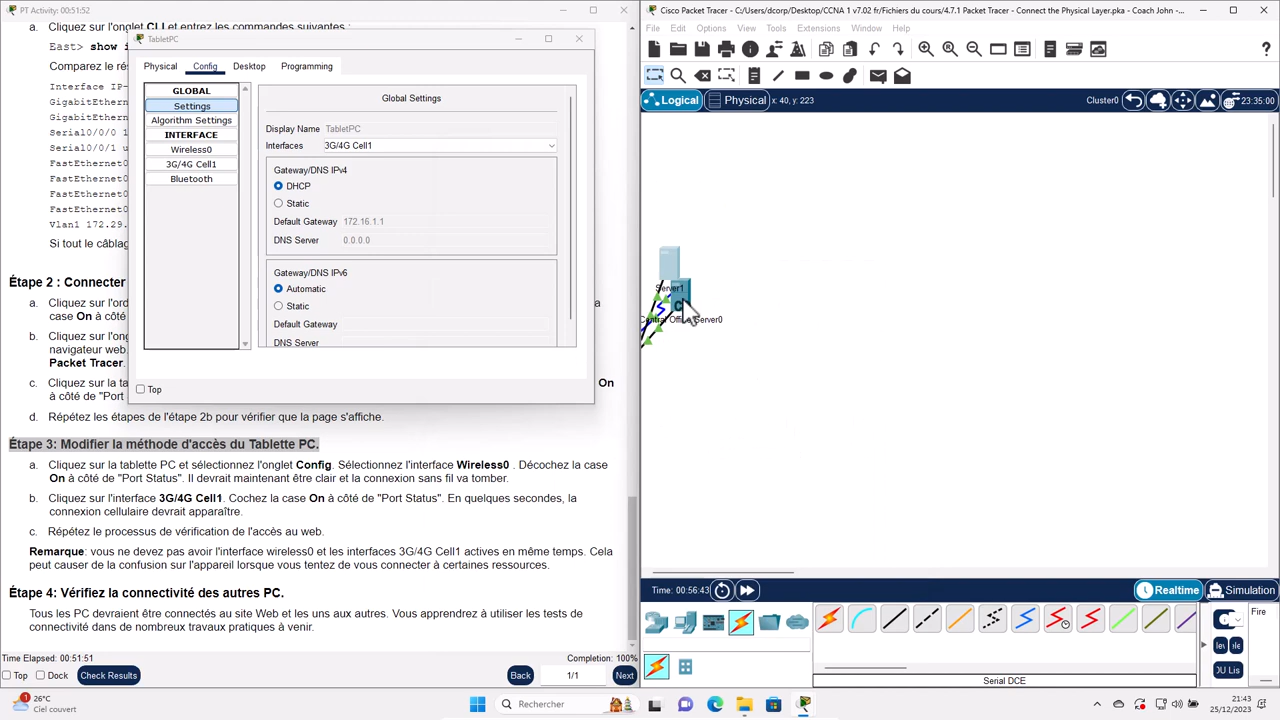 PT Activity: 00:51:52
a. Cliquez sur l'onglet CLI et entrez les commandes suivantes :
East> show i
Comparez le rés
Interface IP-
GigabitEthern
GigabitEthern
Serial0/0/0 1
Serial0/0/1 u
FastEthernet0
FastEthernet0
FastEthernet0
FastEthernet0
Vlan1 172.29.
Si tout le câblag
Étape 2 : Connecter
a. Cliquez sur l'ord
case On à côté
b. Cliquez sur l'ong
navigateur web.
Packet Tracer.
c. Cliquez sur la ta
On
à côté de "Port
d. Répétez les étapes de l'étape 2b pour vérifier que la page s'affiche.
Étape 3: Modifier la méthode d'accès du Tablette PC.
a. Cliquez sur la tablette PC et sélectionnez l'onglet Config. Sélectionnez l'interface Wireless0 . Décochez la case
On à côté de "Port Status". Il devrait maintenant être clair et la connexion sans fil va tomber.
b. Cliquez sur l'interface 3G/4G Cell1. Cochez la case On à côté de "Port Status". En quelques secondes, la
connexion cellulaire devrait apparaître.
c. Répétez le processus de vérification de l'accès au web.
Remarque: vous ne devez pas avoir l'interface wireless0 et les interfaces 3G/4G Cell1 actives en même temps. Cela
peut causer de la confusion sur l'appareil lorsque vous tentez de vous connecter à certaines ressources.
Étape 4: Vérifiez la connectivité des autres PC.
Tous les PC devraient être connectés au site Web et les uns aux autres. Vous apprendrez à utiliser les tests de
connectivité dans de nombreux travaux pratiques à venir.
Time Elapsed: 00:51:51
Completion: 100%
Top
Dock
Check Results
Back
1/1
Next
TabletPC
Physical
Config
Desktop
Programming
GLOBAL
Settings
Algorithm Settings
INTERFACE
Wireless0
3G/4G Cell1
Bluetooth
Global Settings
Display Name TabletPC
Interfaces 3G/4G Cell1
Gateway/DNS IPv4
DHCP
Static
Default Gateway 172.16.1.1
DNS Server 0.0.0.0
Gateway/DNS IPv6
Automatic
Static
Default Gateway
DNS Server
Top
Cisco Packet Tracer - C:/Users/dcorp/Desktop/CCNA 1 v7.02 fr/Fichiers du cours/4.7.1 Packet Tracer - Connect the Physical Layer.pka - Coach John -
File Edit Options View Tools Extensions Window Help
Logical
Physical
x: 40, y: 223
Cluster0
23:35:00
Server1
Central Office Server0
Time: 00:56:43
Realtime
Simulation
Fire
DU Lis
Serial DCE
26°C
Ciel couvert
Rechercher
21:43
25/12/2023